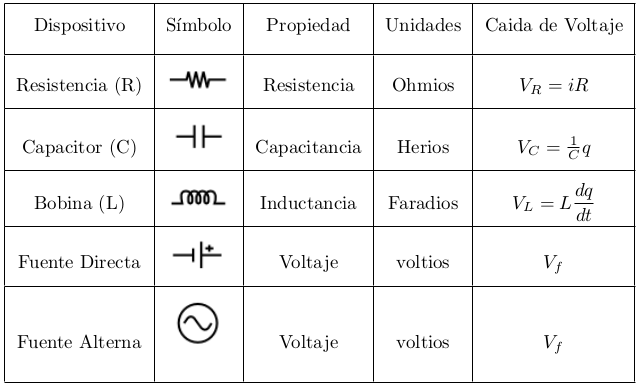 Dispositivo Símbolo Propiedad Unidades Caida de Voltaje
Resistencia (R) Resistencia Ohmios V_R = iR
Capacitor (C) Capacitancia Herios V_C = \frac{1}{C}q
Bobina (L) Inductancia Faradios V_L = L\frac{dq}{dt}
Fuente Directa + Voltaje voltios V_f
Fuente Alterna Voltaje voltios V_f